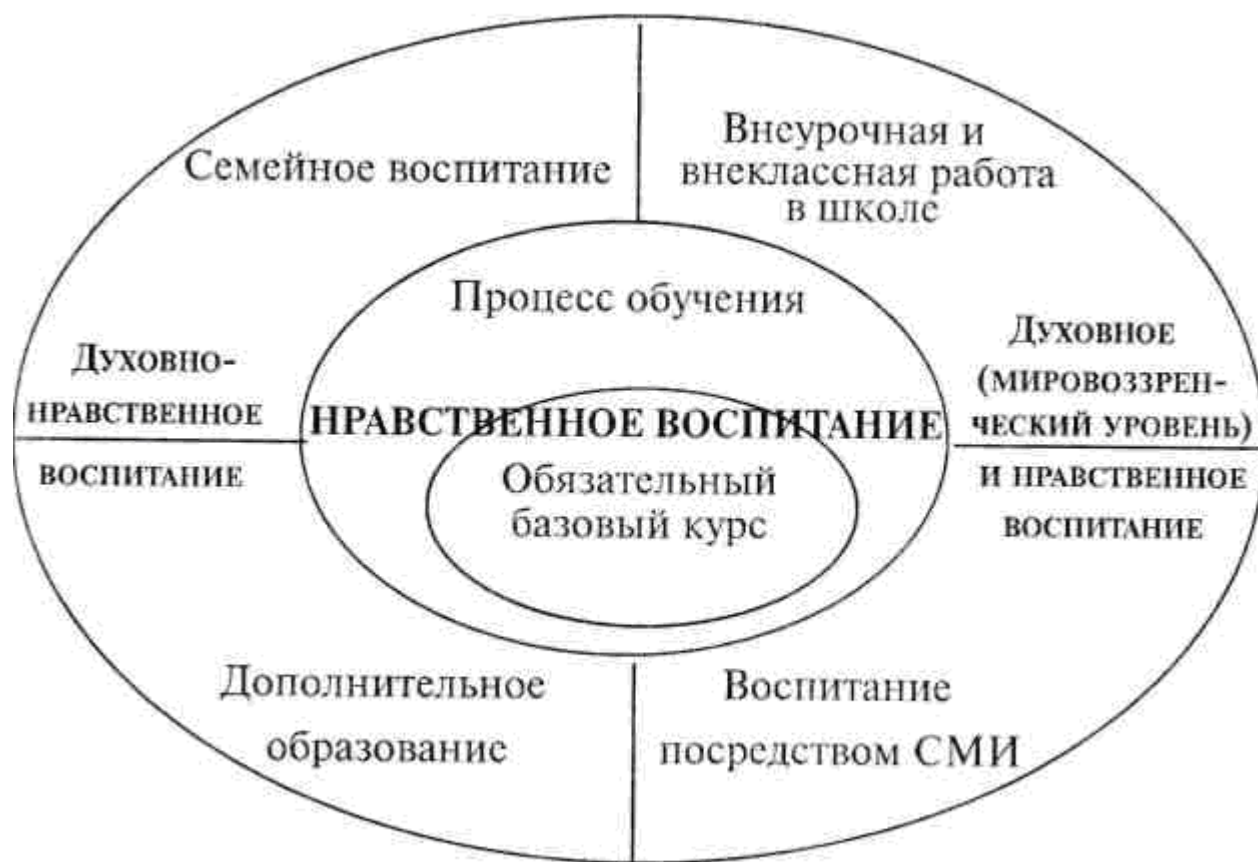 Семейное воспитание
Внеурочная и
внеклассная работа
в школе
Процесс обучения
Духовно-
нравственное
воспитание
НРАВСТВЕННОЕ ВОСПИТАНИЕ
Духовное
(мировоззрен-
ческий уровень)
и нравственное
воспитание
Обязательный
базовый курс
Дополнительное
образование
Воспитание
посредством СМИ